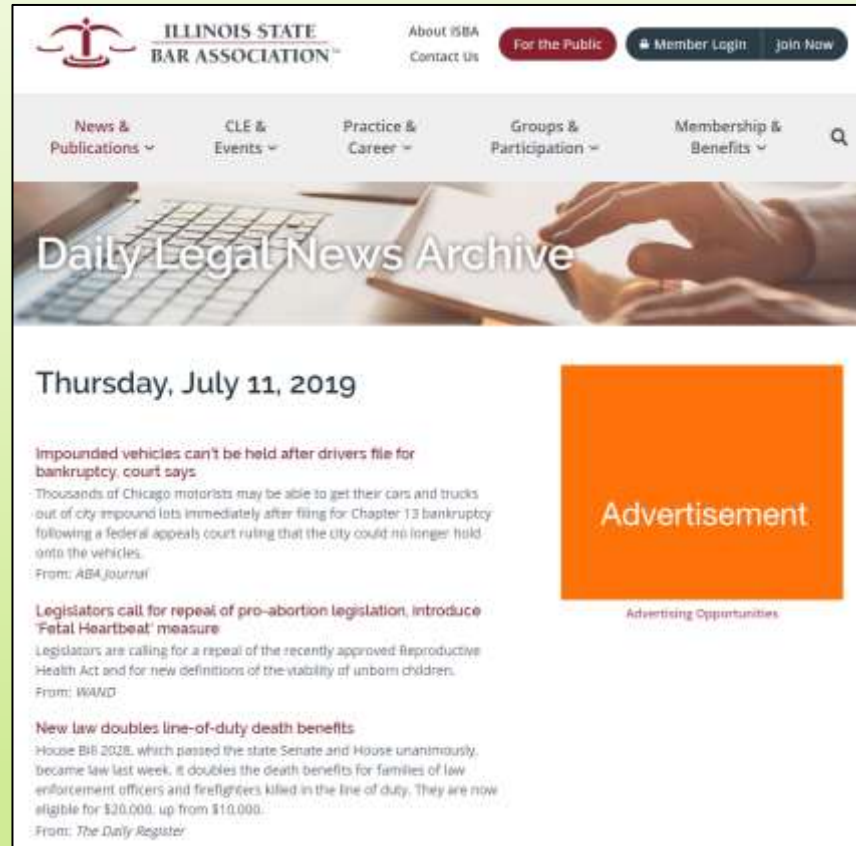 ILLINOIS STATE
BAR ASSOCIATION™
About ISBA
Contact Us
For the Public
Member Login
Join Now
News &
Publications
CLE &
Events
Practice &
Career
Groups &
Participation
Membership &
Benefits
Daily Legal News Archive
Thursday, July 11, 2019
Impounded vehicles can't be held after drivers file for
bankruptcy, court says
Thousands of Chicago motorists may be able to get their cars and trucks
out of city impound lots immediately after filing for Chapter 13 bankruptcy
following a federal appeals court ruling that the city could no longer hold
onto the vehicles.
From: ABA Journal
Legislators call for repeal of pro-abortion legislation, introduce
'Fetal Heartbeat' measure
Legislators are calling for a repeal of the recently approved Reproductive
Health Act and for new definitions of the viability of unborn children.
From: WAND
New law doubles line-of-duty death benefits
House Bill 2028, which passed the state Senate and House unanimously,
became law last week. It doubles the death benefits for families of law
enforcement officers and firefighters killed in the line of duty. They are now
eligible for $20,000, up from $10,000.
From: The Daily Register
Advertisement
Advertising Opportunities